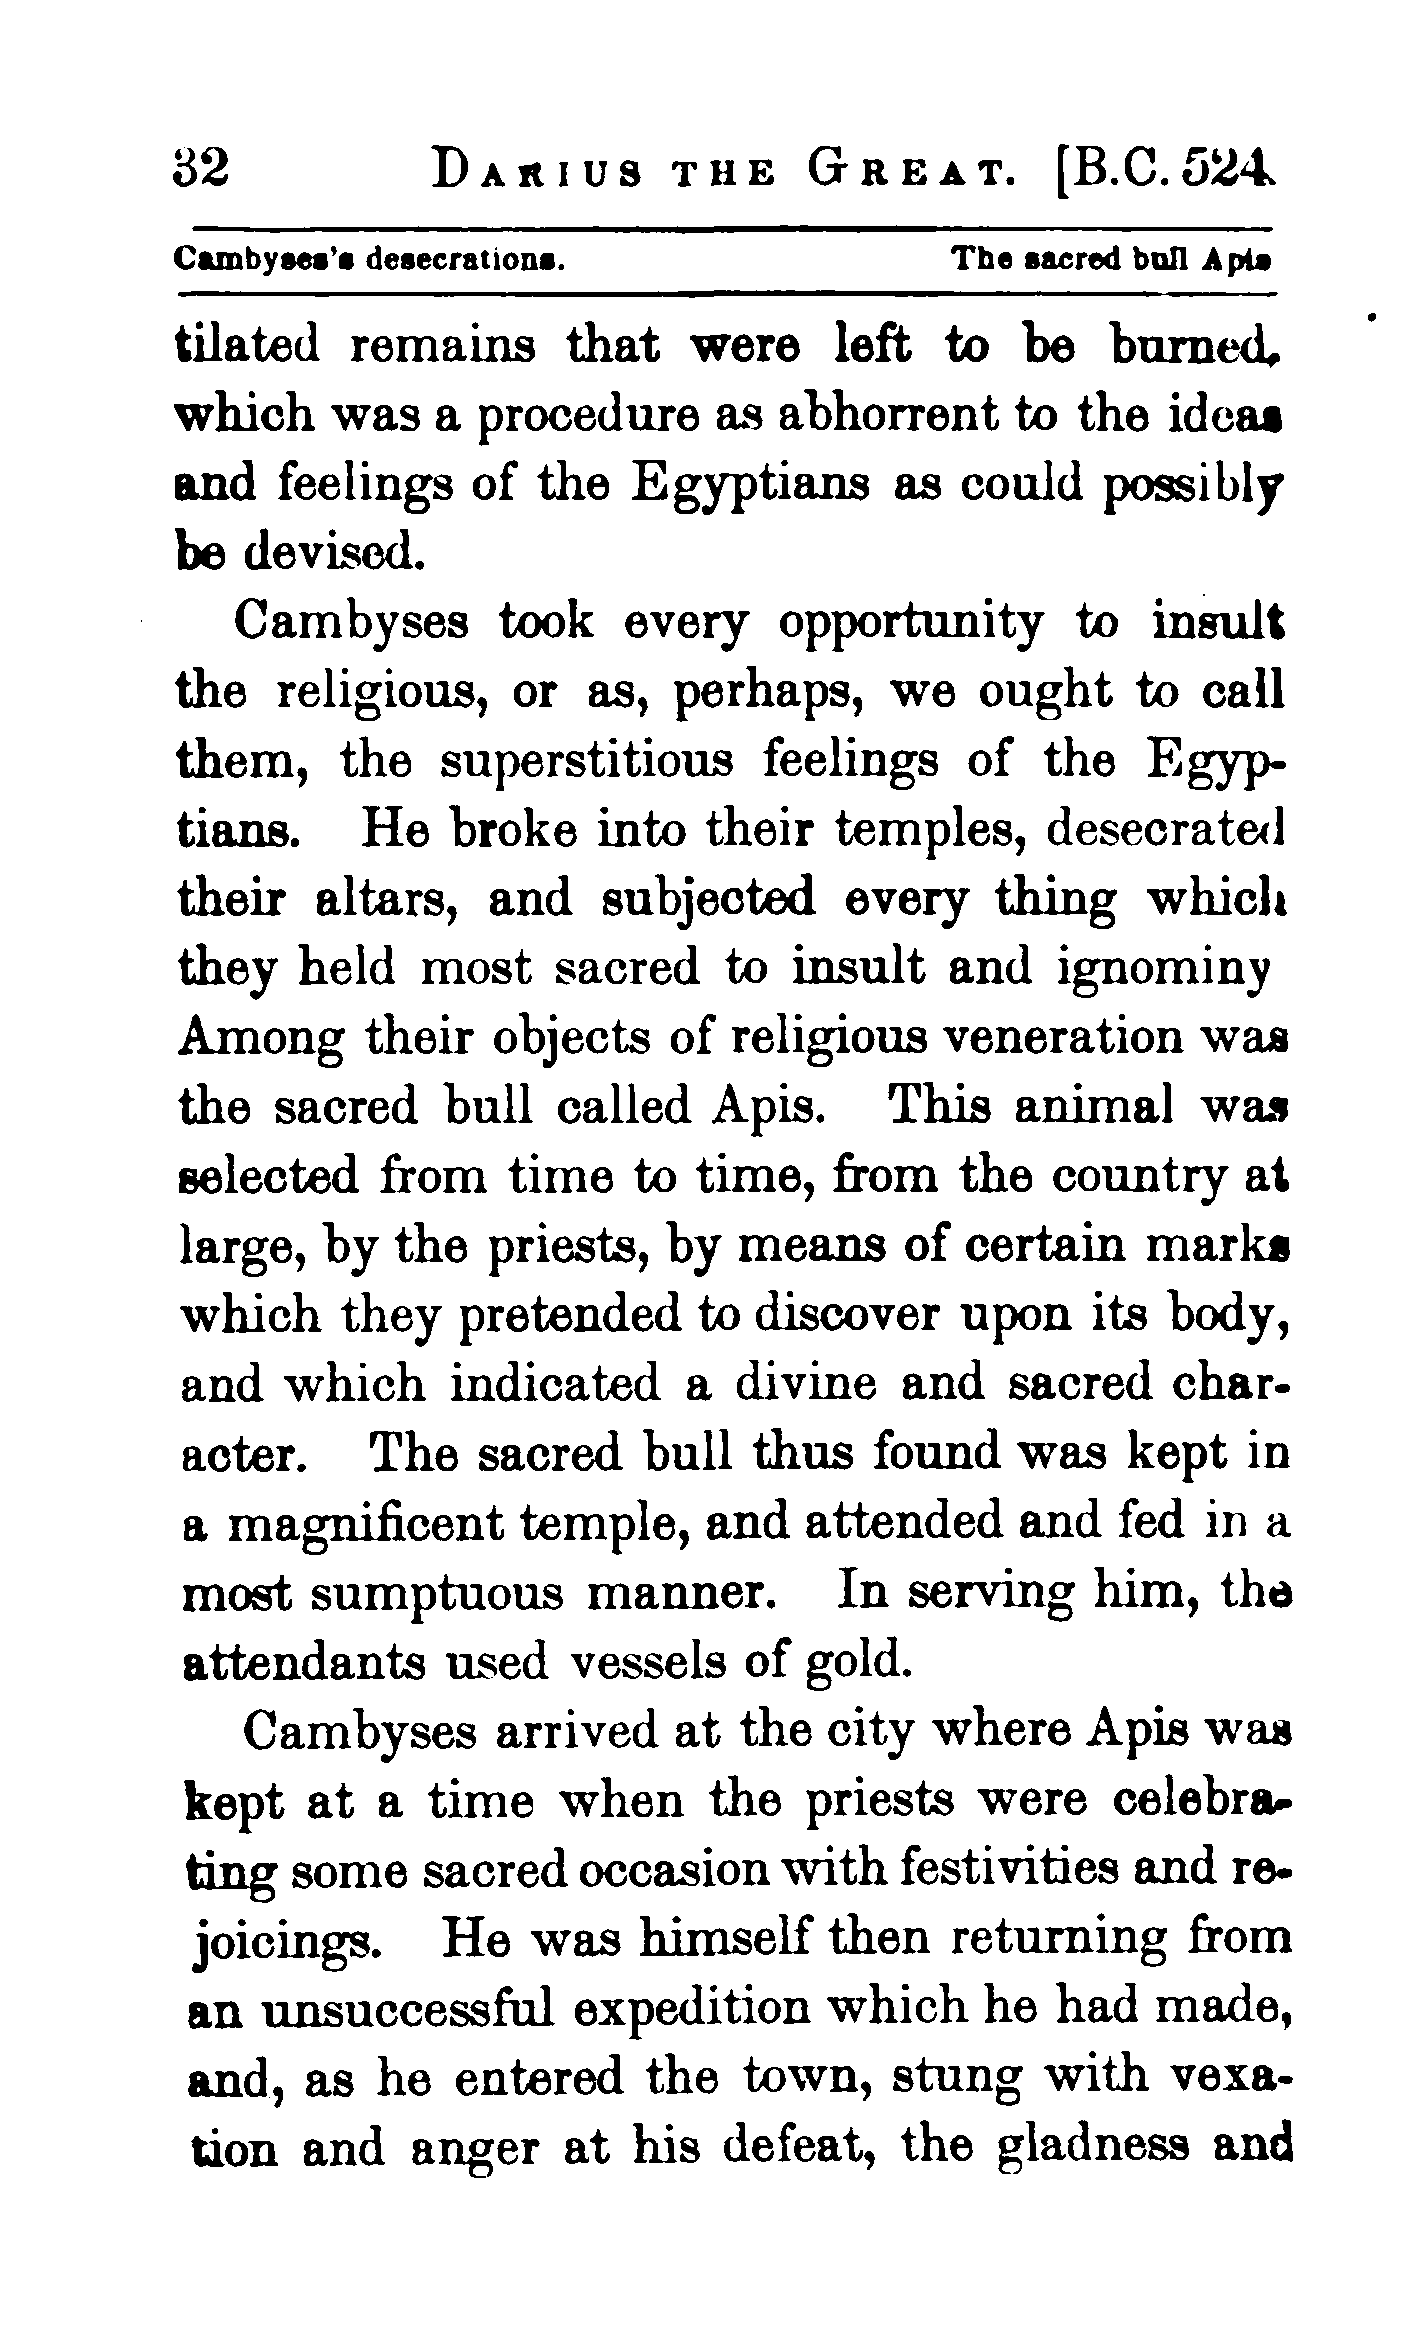 32 DARIUS THE GREAT. [B.C. 524
Cambyses's desecrations. The sacred bull Apis
tilated remains that were left to be burned,
which was a procedure as abhorrent to the ideas
and feelings of the Egyptians as could possibly
be devised.
Cambyses took every opportunity to insult
the religious, or as, perhaps, we ought to call
them, the superstitious feelings of the Egyp-
tians. He broke into their temples, desecrated
their altars, and subjected every thing which
they held most sacred to insult and ignominy
Among their objects of religious veneration was
the sacred bull called Apis. This animal was
selected from time to time, from the country at
large, by the priests, by means of certain marks
which they pretended to discover upon its body,
and which indicated a divine and sacred char-
acter. The sacred bull thus found was kept in
a magnificent temple, and attended and fed in a
most sumptuous manner. In serving him, the
attendants used vessels of gold.
Cambyses arrived at the city where Apis was
kept at a time when the priests were celebra-
ting some sacred occasion with festivities and re-
joicings. He was himself then returning from
an unsuccessful expedition which he had made,
and, as he entered the town, stung with vexa-
tion and anger at his defeat, the gladness and